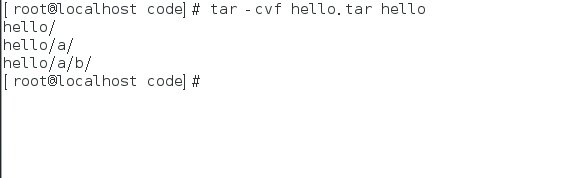 [root@localhost code]# tar -cvf hello.tar hello
hello/
hello/a/
hello/a/b/
[root@localhost code]#